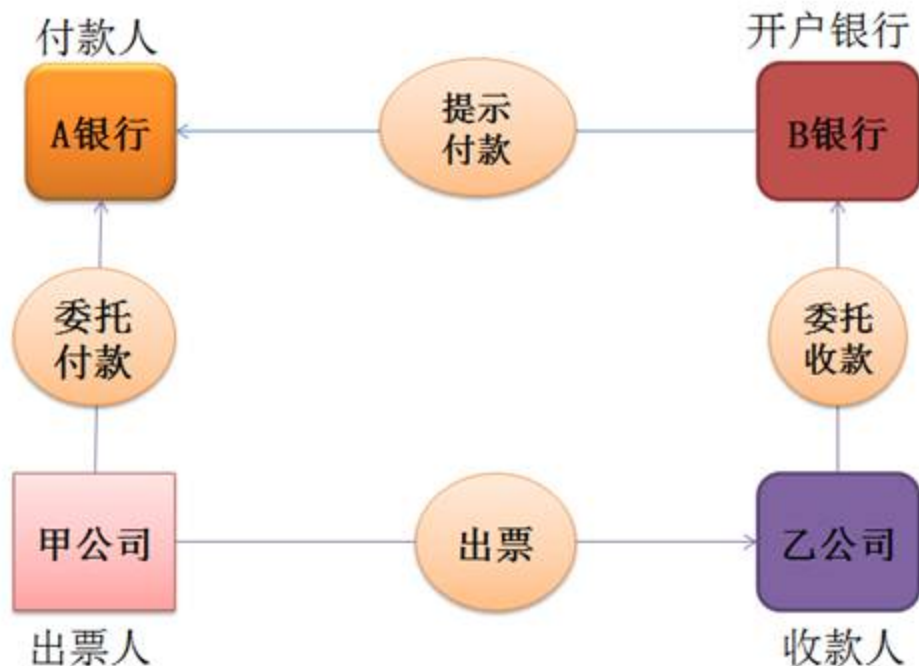 付款人
开户银行
A银行
提示
付款
B银行
委托
付款
委托
收款
甲公司
出票
乙公司
出票人
收款人